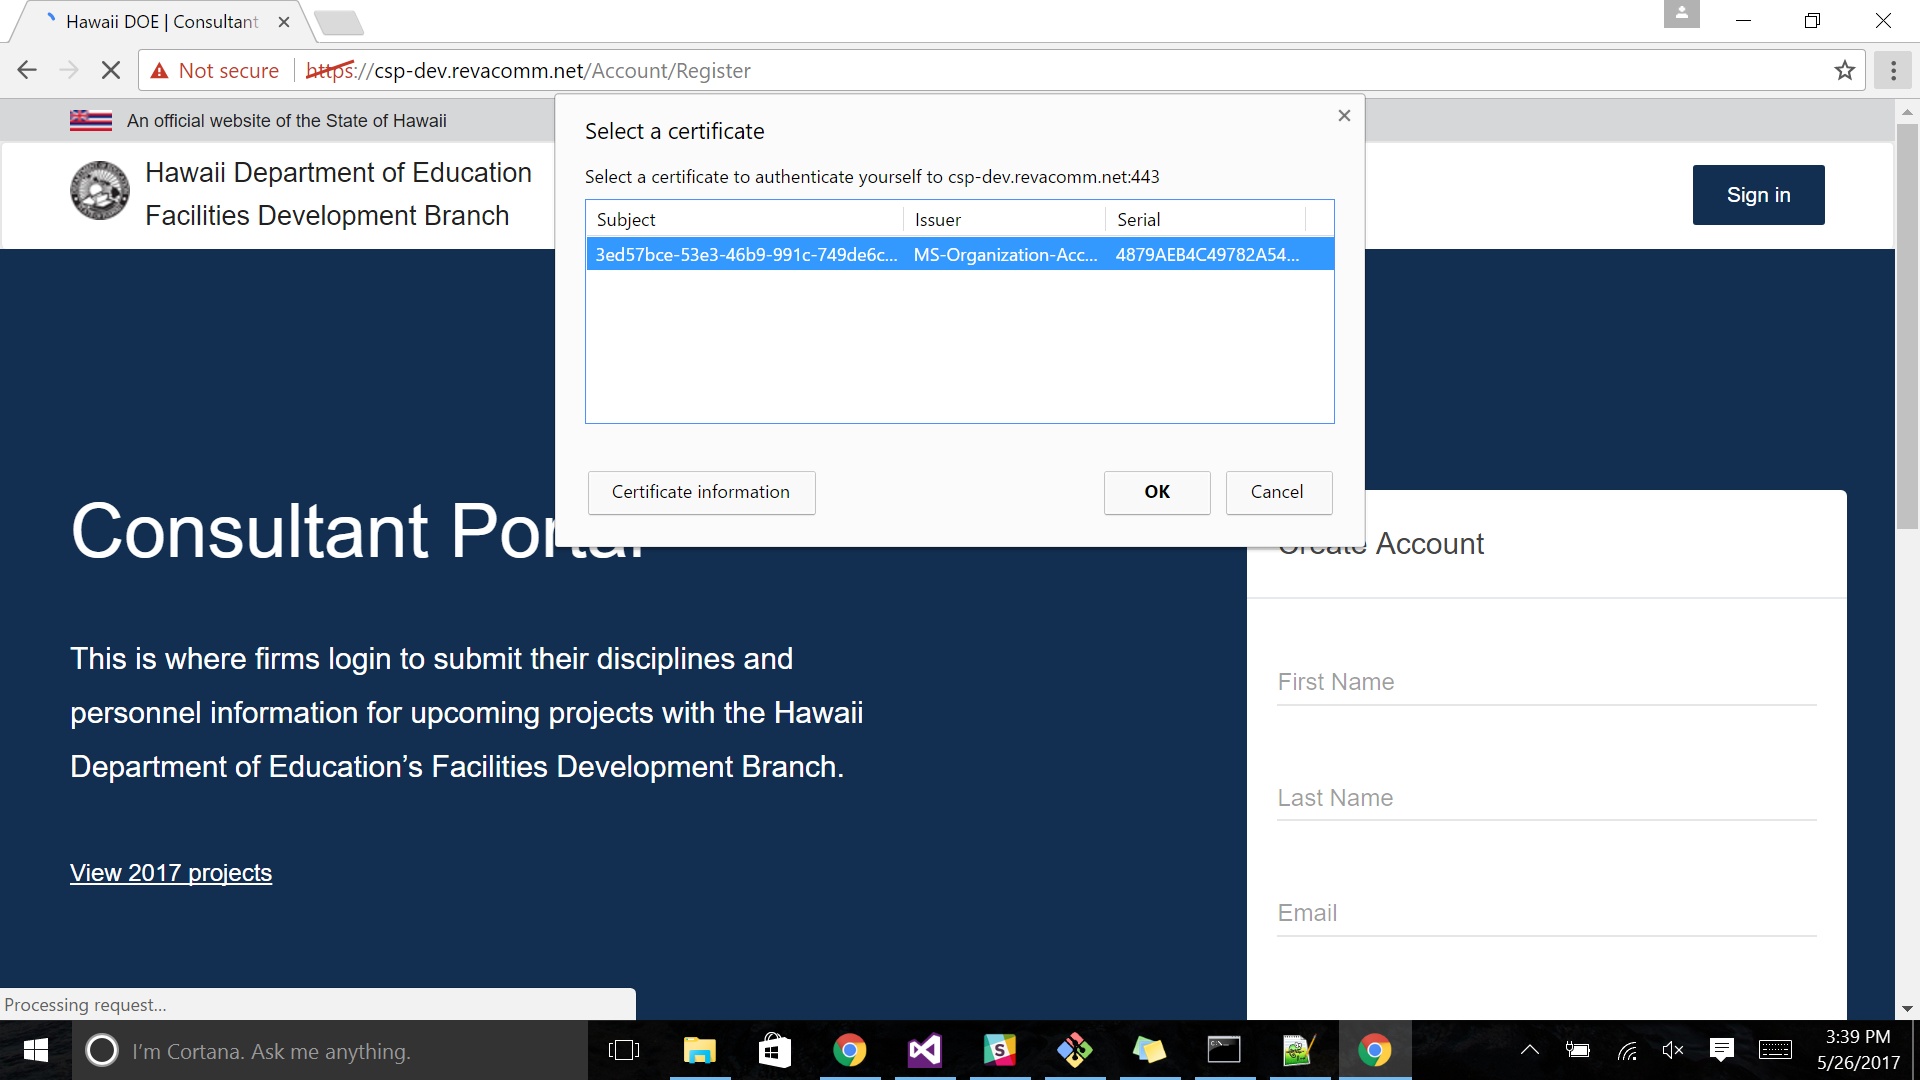 Hawaii DOE | Consultant
Not secure https://csp-dev.revacomm.net/Account/Register
An official website of the State of Hawaii
Hawaii Department of Education
Facilities Development Branch
Sign in
Select a certificate
Select a certificate to authenticate yourself to csp-dev.revacomm.net:443
Subject Issuer Serial
3ed57bce-53e3-46b9-991c-749de6c... MS-Organization-Acc... 4879AEB4C49782A54...
Certificate information OK Cancel
Consultant Portal
This is where firms login to submit their disciplines and
personnel information for upcoming projects with the Hawaii
Department of Education’s Facilities Development Branch.
View 2017 projects
Create Account
First Name
Last Name
Email
Processing request...
I’m Cortana. Ask me anything.
3:39 PM
5/26/2017